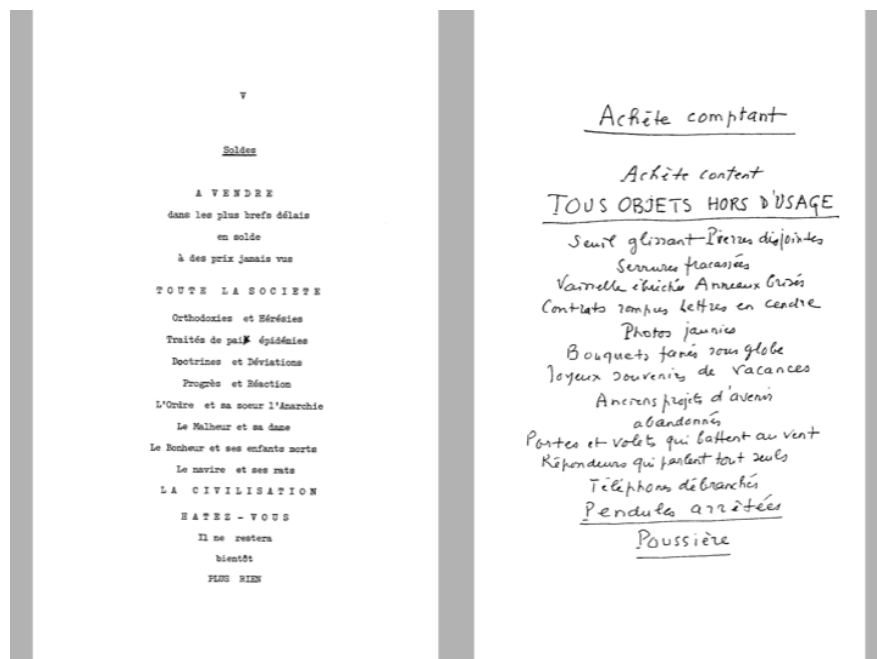 V
Soldes
A VENDRE
dans les plus brefs délais
en solde
à des prix jamais vus
TOUTE LA SOCIETE
Orthodoxies et Hérésies
Traités de paix épidémies
Doctrines et Déviations
Progrès et Réaction
L'Ordre et sa soeur l'Anarchie
Le Malheur et sa dame
Le Bonheur et ses enfants morts
Le navire et ses rats
LA CIVILISATION
HATEZ-VOUS
Il ne restera
bientôt
PLUS RIEN
Achète comptant
Achète content
TOUS OBJETS HORS D'USAGE
Seuil glissant Pierres disjointes
Serrures fracassées
Vaisselle ébréchée Anneaux brisés
Contrats rompus Lettres en cendre
Photos jaunies
Bouquets fanés sous globe
Joyeux souvenirs de vacances
Anciens projets d'avenir
abandonnés
Portes et volets qui battent au vent
Répondeurs qui parlent tout seuls
Téléphones débranchés
Pendules arrêtées
Poussière